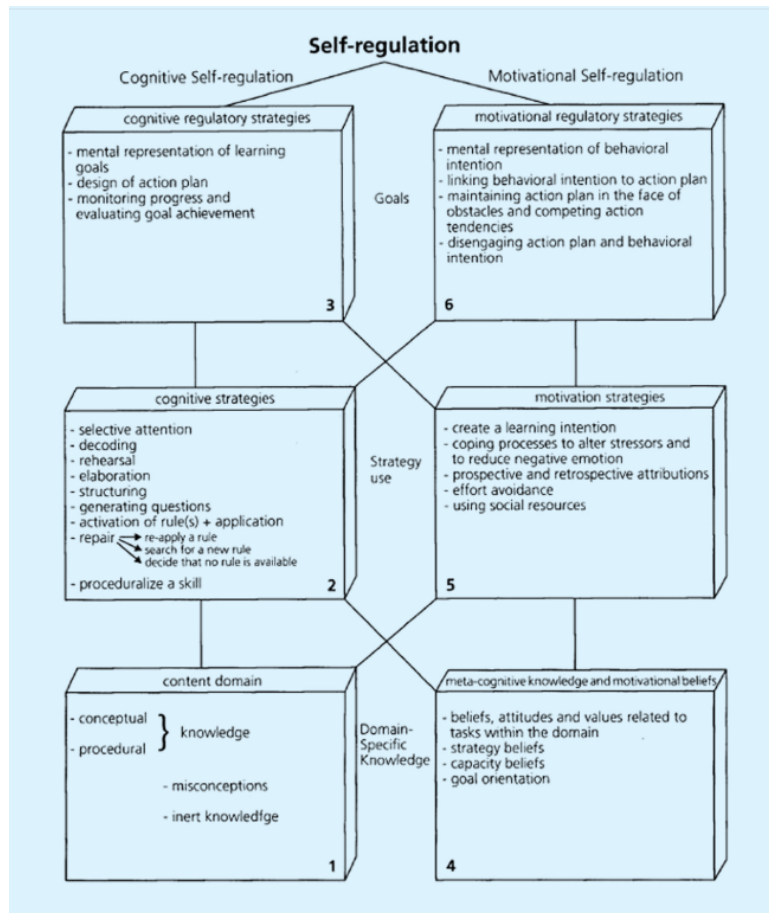 Self-regulation
Cognitive Self-regulation
Motivational Self-regulation
cognitive regulatory strategies
- mental representation of learning
goals
- design of action plan
- monitoring progress and
evaluating goal achievement
3
Goals
motivational regulatory strategies
- mental representation of behavioral
intention
- linking behavioral intention to action plan
- maintaining action plan in the face of
obstacles and competing action
tendencies
- disengaging action plan and behavioral
intention
6
cognitive strategies
- selective attention
- decoding
- rehearsal
- elaboration
- structuring
- generating questions
- activation of rule(s) + application
- repair
re-apply a rule
search for a new rule
decide that no rule is available
- proceduralize a skill
2
Strategy
use
motivation strategies
- create a learning intention
- coping processes to alter stressors and
to reduce negative emotion
- prospective and retrospective attributions
- effort avoidance
- using social resources
5
content domain
- conceptual
- procedural
knowledge
- misconceptions
- inert knowledfge
1
Domain-
Specific
Knowledge
meta-cognitive knowledge and motivational beliefs
- beliefs, attitudes and values related to
tasks within the domain
- strategy beliefs
- capacity beliefs
- goal orientation
4